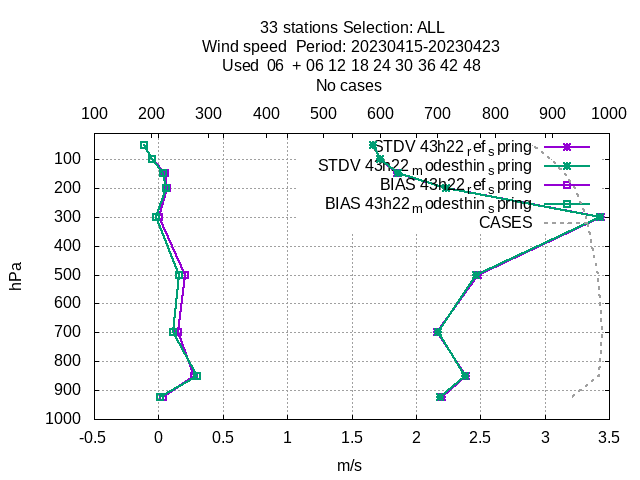 33 stations Selection: ALL
Wind speed  Period: 20230415-20230423
Used  06  + 06 12 18 24 30 36 42 48
No cases
100 200 300 400 500 600 700 800 900 1000
STDV 43h22_ref_spring
STDV 43h22_modesthin_spring
BIAS 43h22_ref_spring
BIAS 43h22_modesthin_spring
CASES
100
200
300
400
500
600
700
800
900
1000
hPa
-0.5 0 0.5 1 1.5 2 2.5 3 3.5
m/s